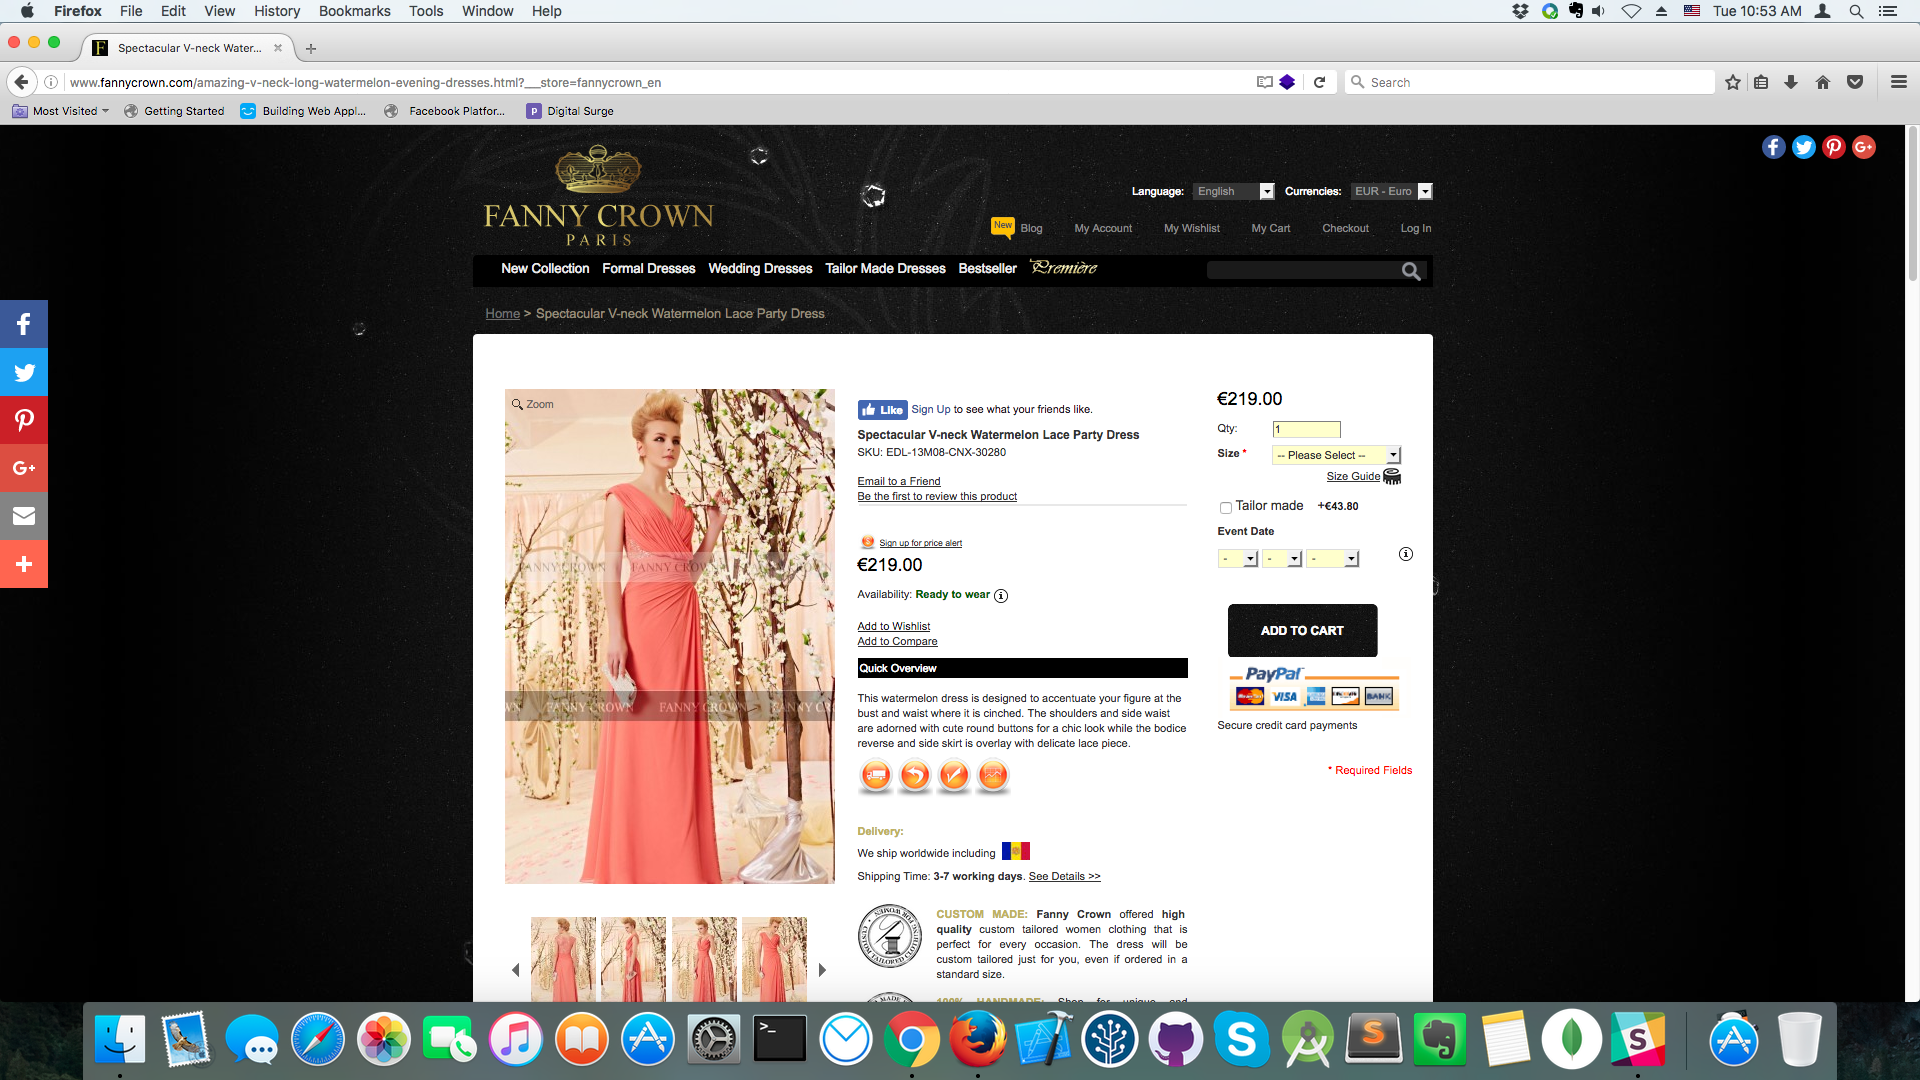 Firefox File Edit View History Bookmarks Tools Window Help
Tue 10:53 AM
Spectacular V-neck Water...
www.fannycrown.com/amazing-v-neck-long-watermelon-evening-dresses.html?___store=fannycrown_en
Search
Most Visited
Getting Started
Building Web Appl...
Facebook Platfor...
Digital Surge
FANNY CROWN
PARIS
Language: English Currencies: EUR - Euro
New Blog My Account My Wishlist My Cart Checkout Log In
New Collection Formal Dresses Wedding Dresses Tailor Made Dresses Bestseller Première
Home > Spectacular V-neck Watermelon Lace Party Dress
Zoom
FANNY CROWN FANNY CROWN FANNY CROWN
WN FANNY CROWN FANNY CROWN FANNY CRO
Like Sign Up to see what your friends like.
Spectacular V-neck Watermelon Lace Party Dress
SKU: EDL-13M08-CNX-30280
Email to a Friend
Be the first to review this product
Sign up for price alert
€219.00
Availability: Ready to wear
Add to Wishlist
Add to Compare
Quick Overview
This watermelon dress is designed to accentuate your figure at the
bust and waist where it is cinched. The shoulders and side waist
are adorned with cute round buttons for a chic look while the bodice
reverse and side skirt is overlay with delicate lace piece.
Delivery:
We ship worldwide including
Shipping Time: 3-7 working days. See Details >>
CUSTOM MADE: Fanny Crown offered high
quality custom tailored women clothing that is
perfect for every occasion. The dress will be
custom tailored just for you, even if ordered in a
standard size.
100% HANDMADE: Shop for unique and
€219.00
Qty: 1
Size * -- Please Select --
Size Guide
Tailor made +€43.80
Event Date
- - -
ADD TO CART
PayPal
VISA
BANK
Secure credit card payments
* Required Fields